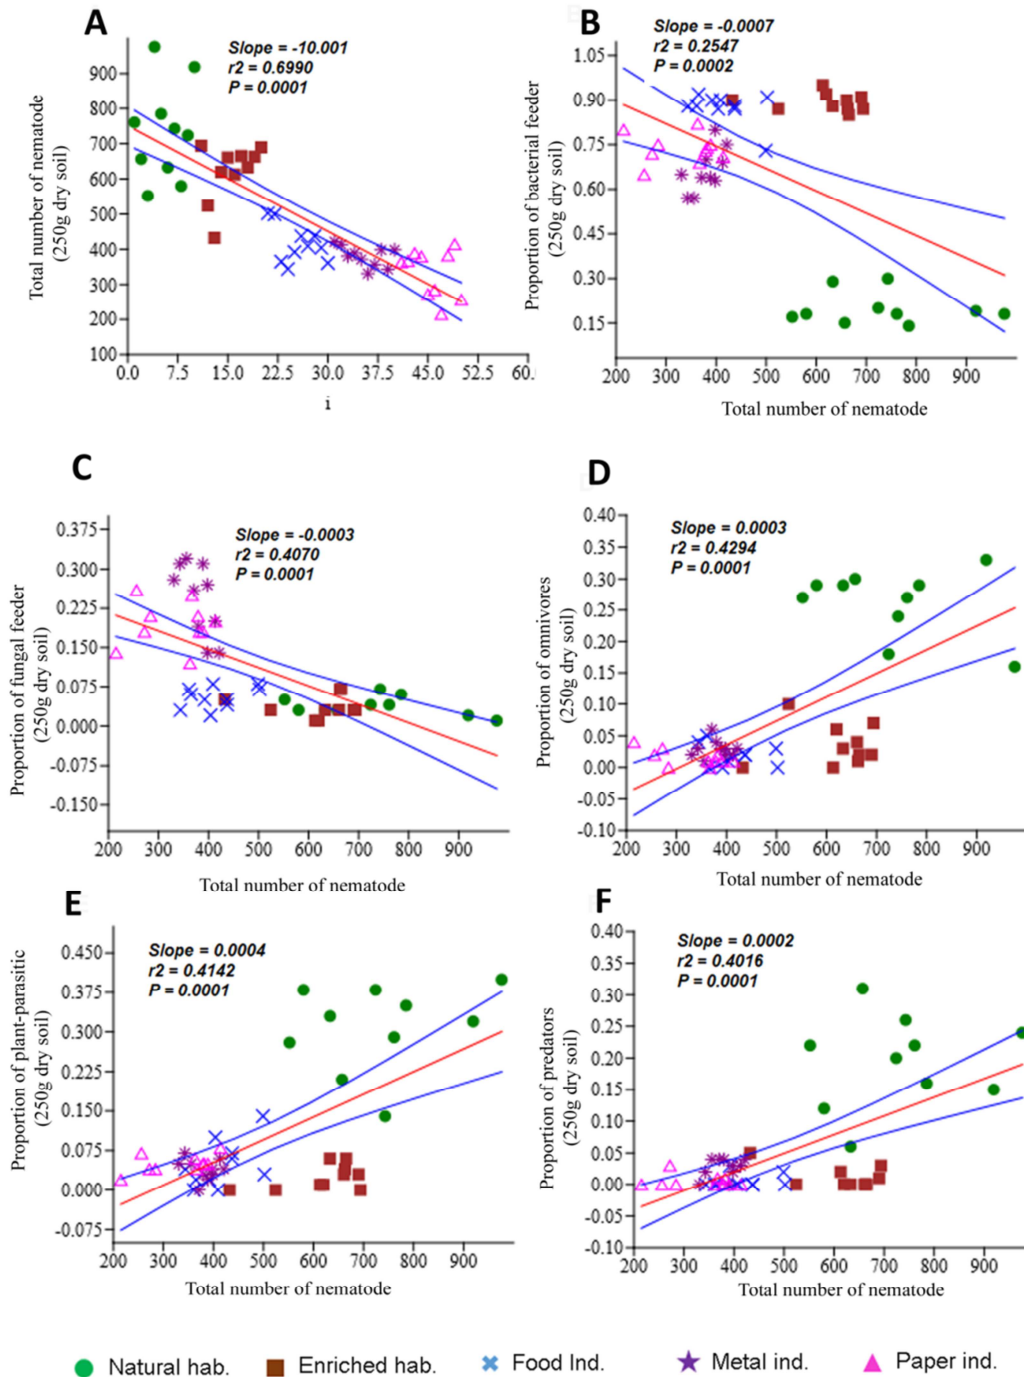 A
Slope = -10.001
r2 = 0.6990
P = 0.0001
Total number of nematode
(250g dry soil)
900
800
700
600
500
400
300
200
100
0.0 7.5 15.0 22.5 30.0 37.5 45.0 52.5 60.
i
B
Slope = -0.0007
r2 = 0.2547
P = 0.0002
Proportion of bacterial feeder
(250g dry soil)
1.05
0.90
0.75
0.60
0.45
0.30
0.15
200 300 400 500 600 700 800 900
Total number of nematode
C
Slope = -0.0003
r2 = 0.4070
P = 0.0001
Proportion of fungal feeder
(250g dry soil)
0.375
0.300
0.225
0.150
0.075
0.000
-0.075
-0.150
200 300 400 500 600 700 800 900
Total number of nematode
D
Slope = 0.0003
r2 = 0.4294
P = 0.0001
Proportion of omnivores
(250g dry soil)
0.40
0.35
0.30
0.25
0.20
0.15
0.10
0.05
0.00
-0.05
-0.10
200 300 400 500 600 700 800 900
Total number of nematode
E
Slope = 0.0004
r2 = 0.4142
P = 0.0001
Proportion of plant-parasitic
(250g dry soil)
0.450
0.375
0.300
0.225
0.150
0.075
0.000
-0.075
200 300 400 500 600 700 800 900
Total number of nematode
F
Slope = 0.0002
r2 = 0.4016
P = 0.0001
Proportion of predators
(250g dry soil)
0.40
0.35
0.30
0.25
0.20
0.15
0.10
0.05
0.00
-0.05
-0.10
200 300 400 500 600 700 800 900
Total number of nematode
Natural hab. Enriched hab. Food Ind. Metal ind. Paper ind.